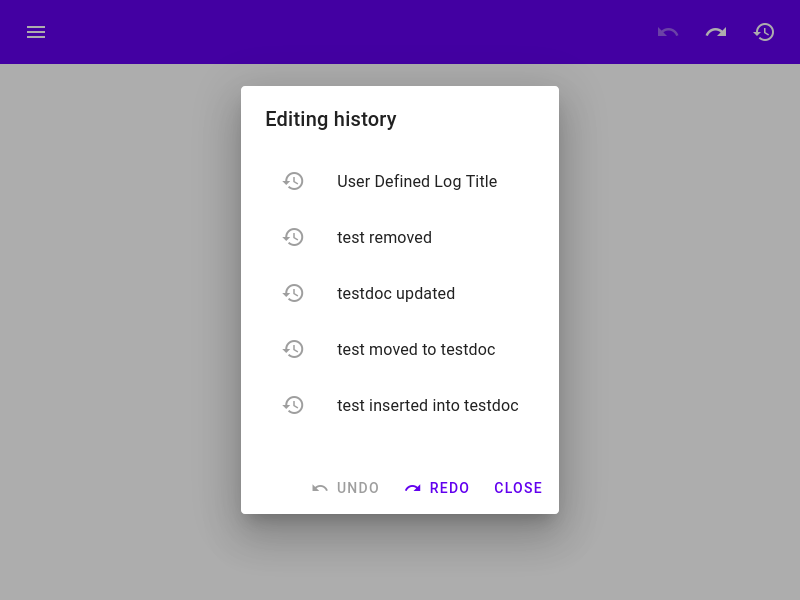 Editing history
User Defined Log Title
test removed
testdoc updated
test moved to testdoc
test inserted into testdoc
UNDO REDO CLOSE